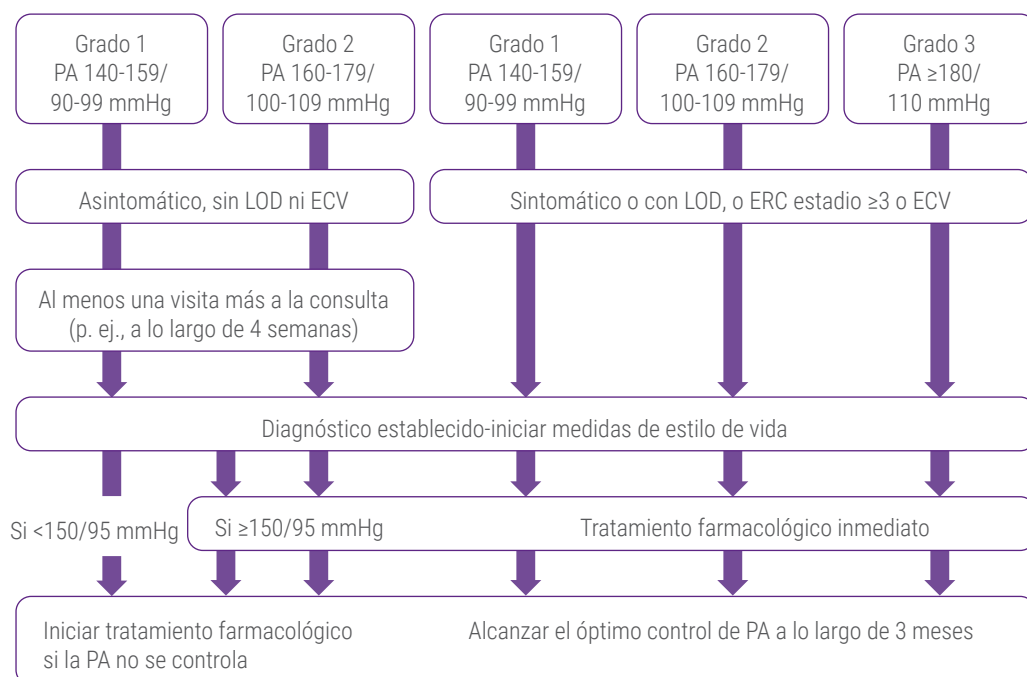 Grado 1
PA 140-159/
90-99 mmHg
Grado 2
PA 160-179/
100-109 mmHg
Grado 1
PA 140-159/
90-99 mmHg
Grado 2
PA 160-179/
100-109 mmHg
Grado 3
PA ≥180/
110 mmHg
Asintomático, sin LOD ni ECV
Sintomático o con LOD, o ERC estadio ≥3 o ECV
Al menos una visita más a la consulta
(p. ej., a lo largo de 4 semanas)
Diagnóstico establecido-iniciar medidas de estilo de vida
Si <150/95 mmHg
Si ≥150/95 mmHg
Tratamiento farmacológico inmediato
Iniciar tratamiento farmacológico
si la PA no se controla
Alcanzar el óptimo control de PA a lo largo de 3 meses